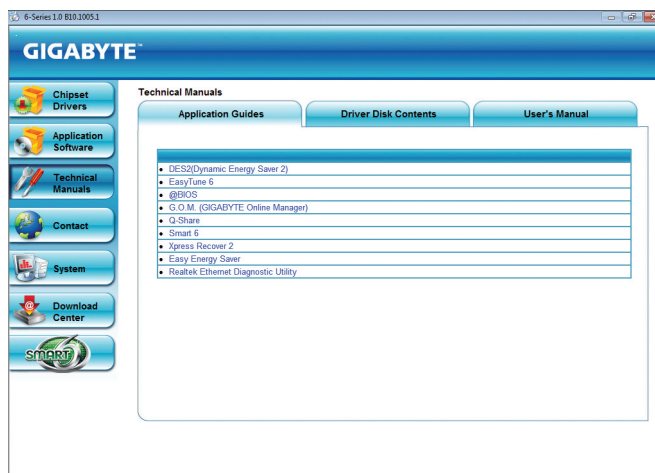 6-Series 1.0 B10.1005.1
GIGABYTE™
Chipset
Drivers
Application
Software
Technical
Manuals
Contact
System
Download
Center
SMART6
Technical Manuals
Application Guides
Driver Disk Contents
User's Manual
DES2(Dynamic Energy Saver 2)
EasyTune 6
@BIOS
G.O.M. (GIGABYTE Online Manager)
Q-Share
Smart 6
Xpress Recover 2
Easy Energy Saver
Realtek Ethernet Diagnostic Utility